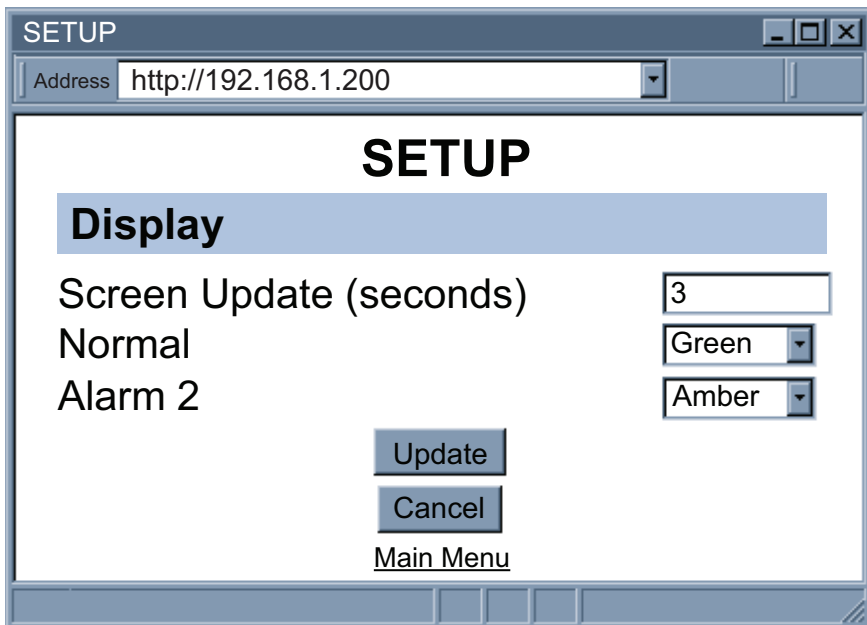 SETUP
Address http://192.168.1.200
SETUP
Display
Screen Update (seconds) 3
Normal Green
Alarm 2 Amber
Update
Cancel
Main Menu